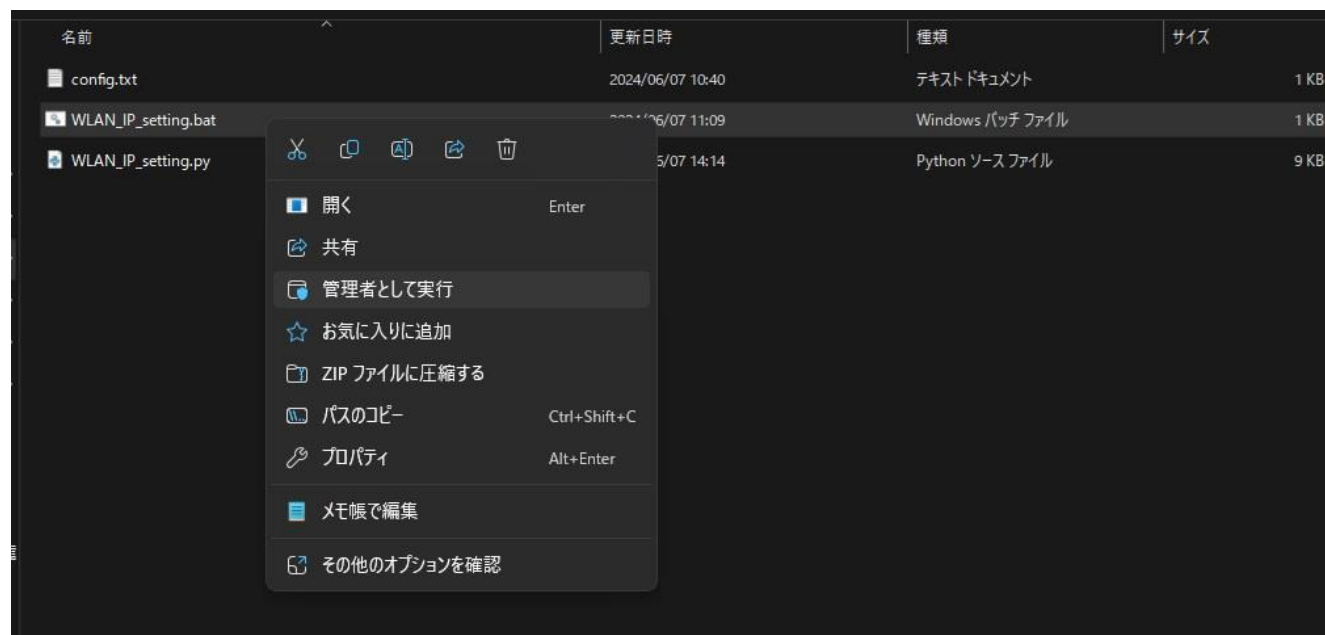 名前 更新日時 種類 サイズ
config.txt 2024/06/07 10:40 テキスト ドキュメント 1 KB
WLAN_IP_setting.bat 06/07 11:09 Windows バッチ ファイル 1 KB
WLAN_IP_setting.py /07 14:14 Python ソース ファイル 9 KB
開く Enter
共有
管理者として実行
お気に入りに追加
ZIP ファイルに圧縮する
パスのコピー Ctrl+Shift+C
プロパティ Alt+Enter
メモ帳で編集
その他のオプションを確認